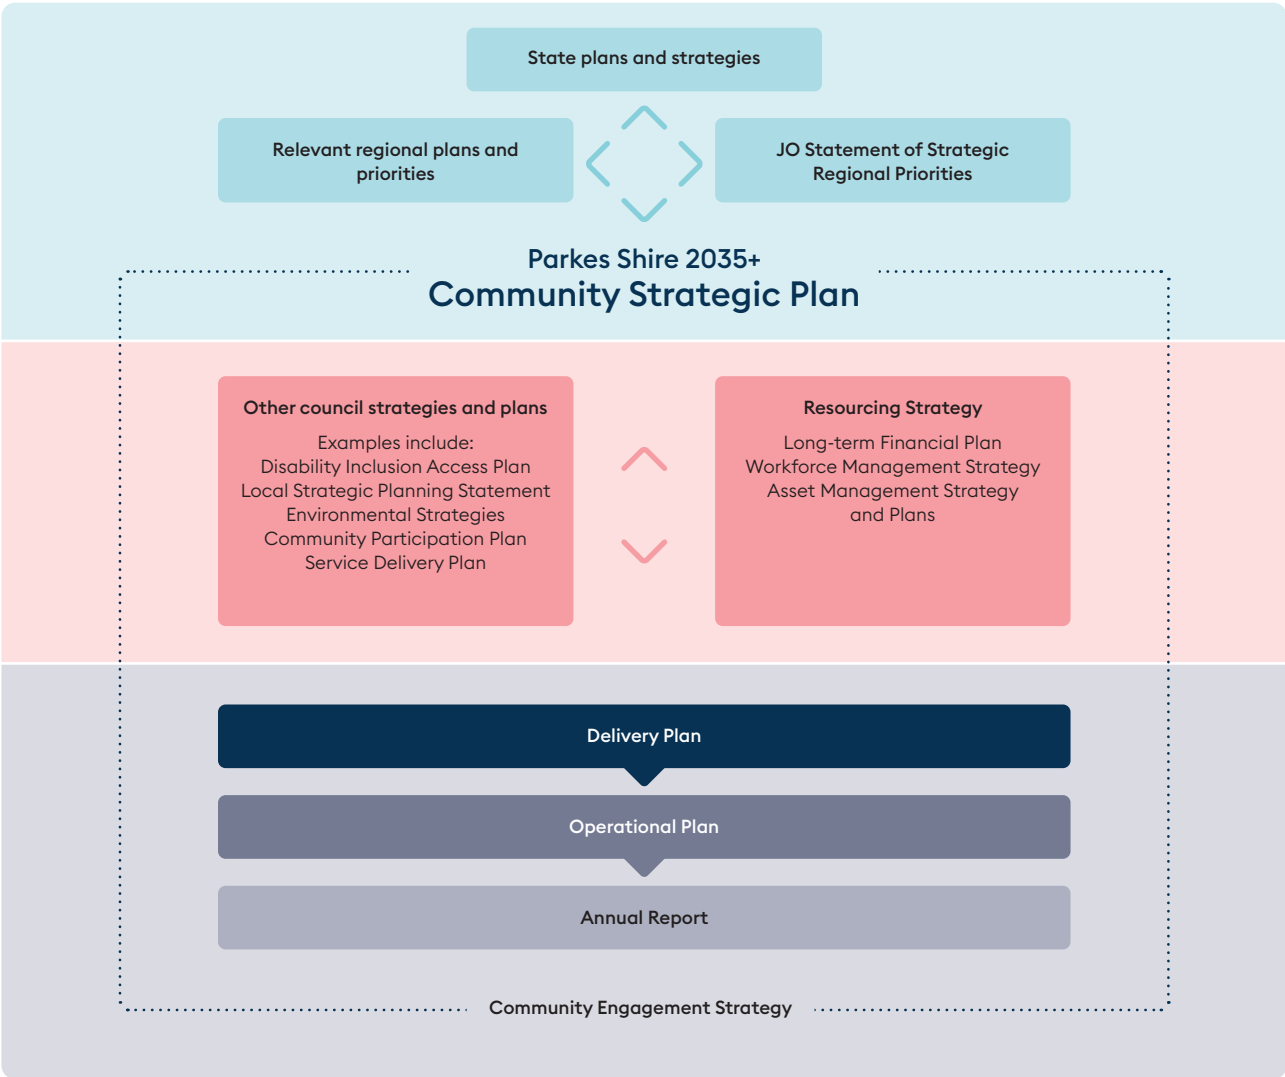 State plans and strategies
Relevant regional plans and
priorities
JO Statement of Strategic
Regional Priorities
Parkes Shire 2035+
Community Strategic Plan
Other council strategies and plans
Examples include:
Disability Inclusion Access Plan
Local Strategic Planning Statement
Environmental Strategies
Community Participation Plan
Service Delivery Plan
Resourcing Strategy
Long-term Financial Plan
Workforce Management Strategy
Asset Management Strategy
and Plans
Delivery Plan
Operational Plan
Annual Report
Community Engagement Strategy